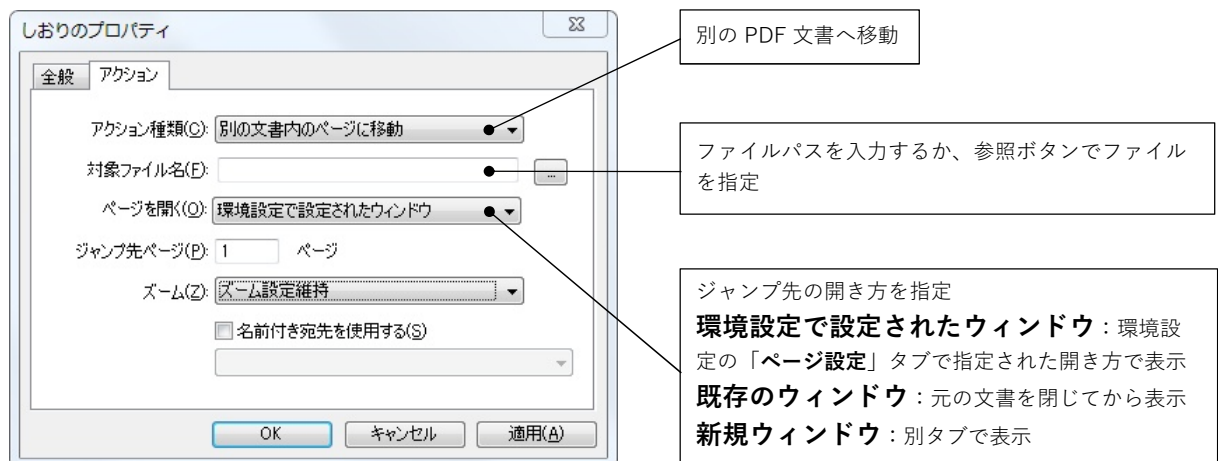 しおりのプロパティ
全般 アクション
アクション種類(C): 別の文書内のページに移動
対象ファイル名(F): ...
ページを開く(O): 環境設定で設定されたウィンドウ
ジャンプ先ページ(P): 1 ページ
ズーム(Z): ズーム設定維持
名前付き宛先を使用する(S)
OK キャンセル 適用(A)
別の PDF 文書へ移動
ファイルパスを入力するか、参照ボタンでファイル
を指定
ジャンプ先の開き方を指定
環境設定で設定されたウィンドウ：環境設
定の「ページ設定」タブで指定された開き方で表示
既存のウィンドウ：元の文書を閉じてから表示
新規ウィンドウ：別タブで表示